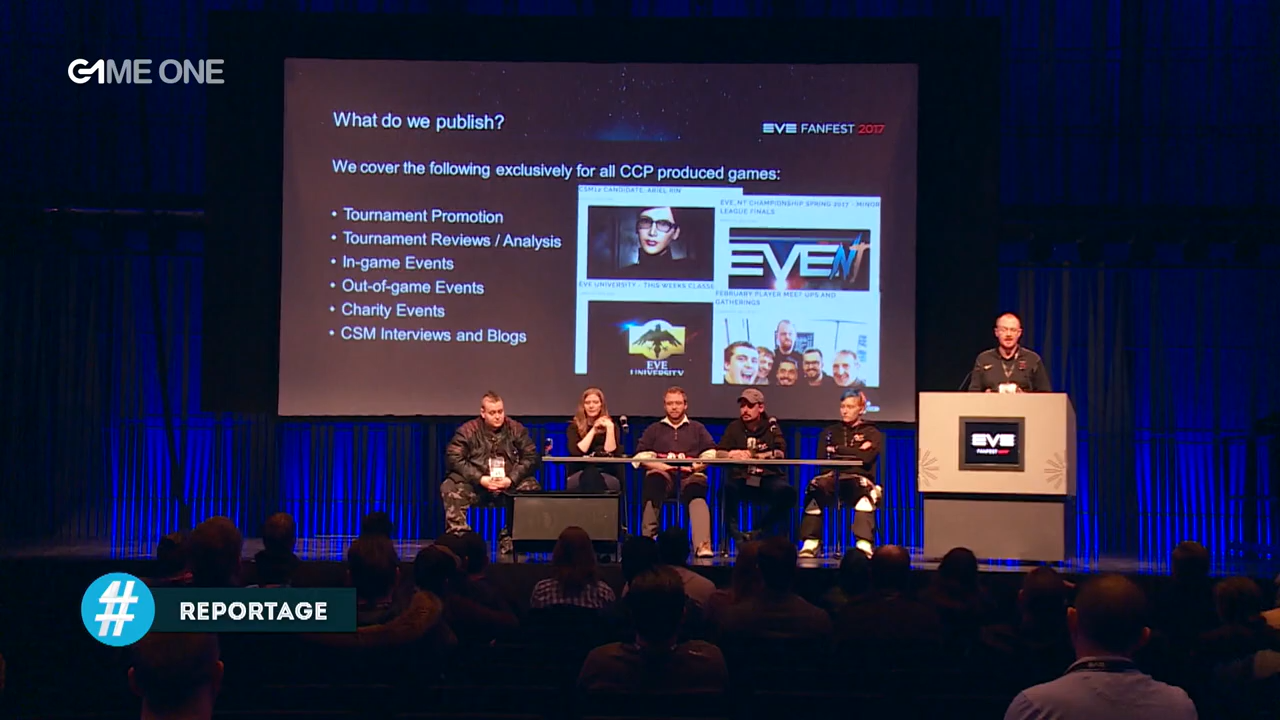 GAME ONE
What do we publish?
EVE FANFEST 2017
We cover the following exclusively for all CCP produced games:
• Tournament Promotion
• Tournament Reviews / Analysis
• In-game Events
• Out-of-game Events
• Charity Events
• CSM Interviews and Blogs
CSM12 CANDIDATE: ARIEL RIN
EVE_NT CHAMPIONSHIP SPRING 2017 - MINOR
LEAGUE FINALS
EVENT
EVE UNIVERSITY - THIS WEEKS CLASSE
FEBRUARY PLAYER MEET UPS AND
GATHERINGS
EVE
UNIVERSITY
EVE
FANFEST 2017
# REPORTAGE